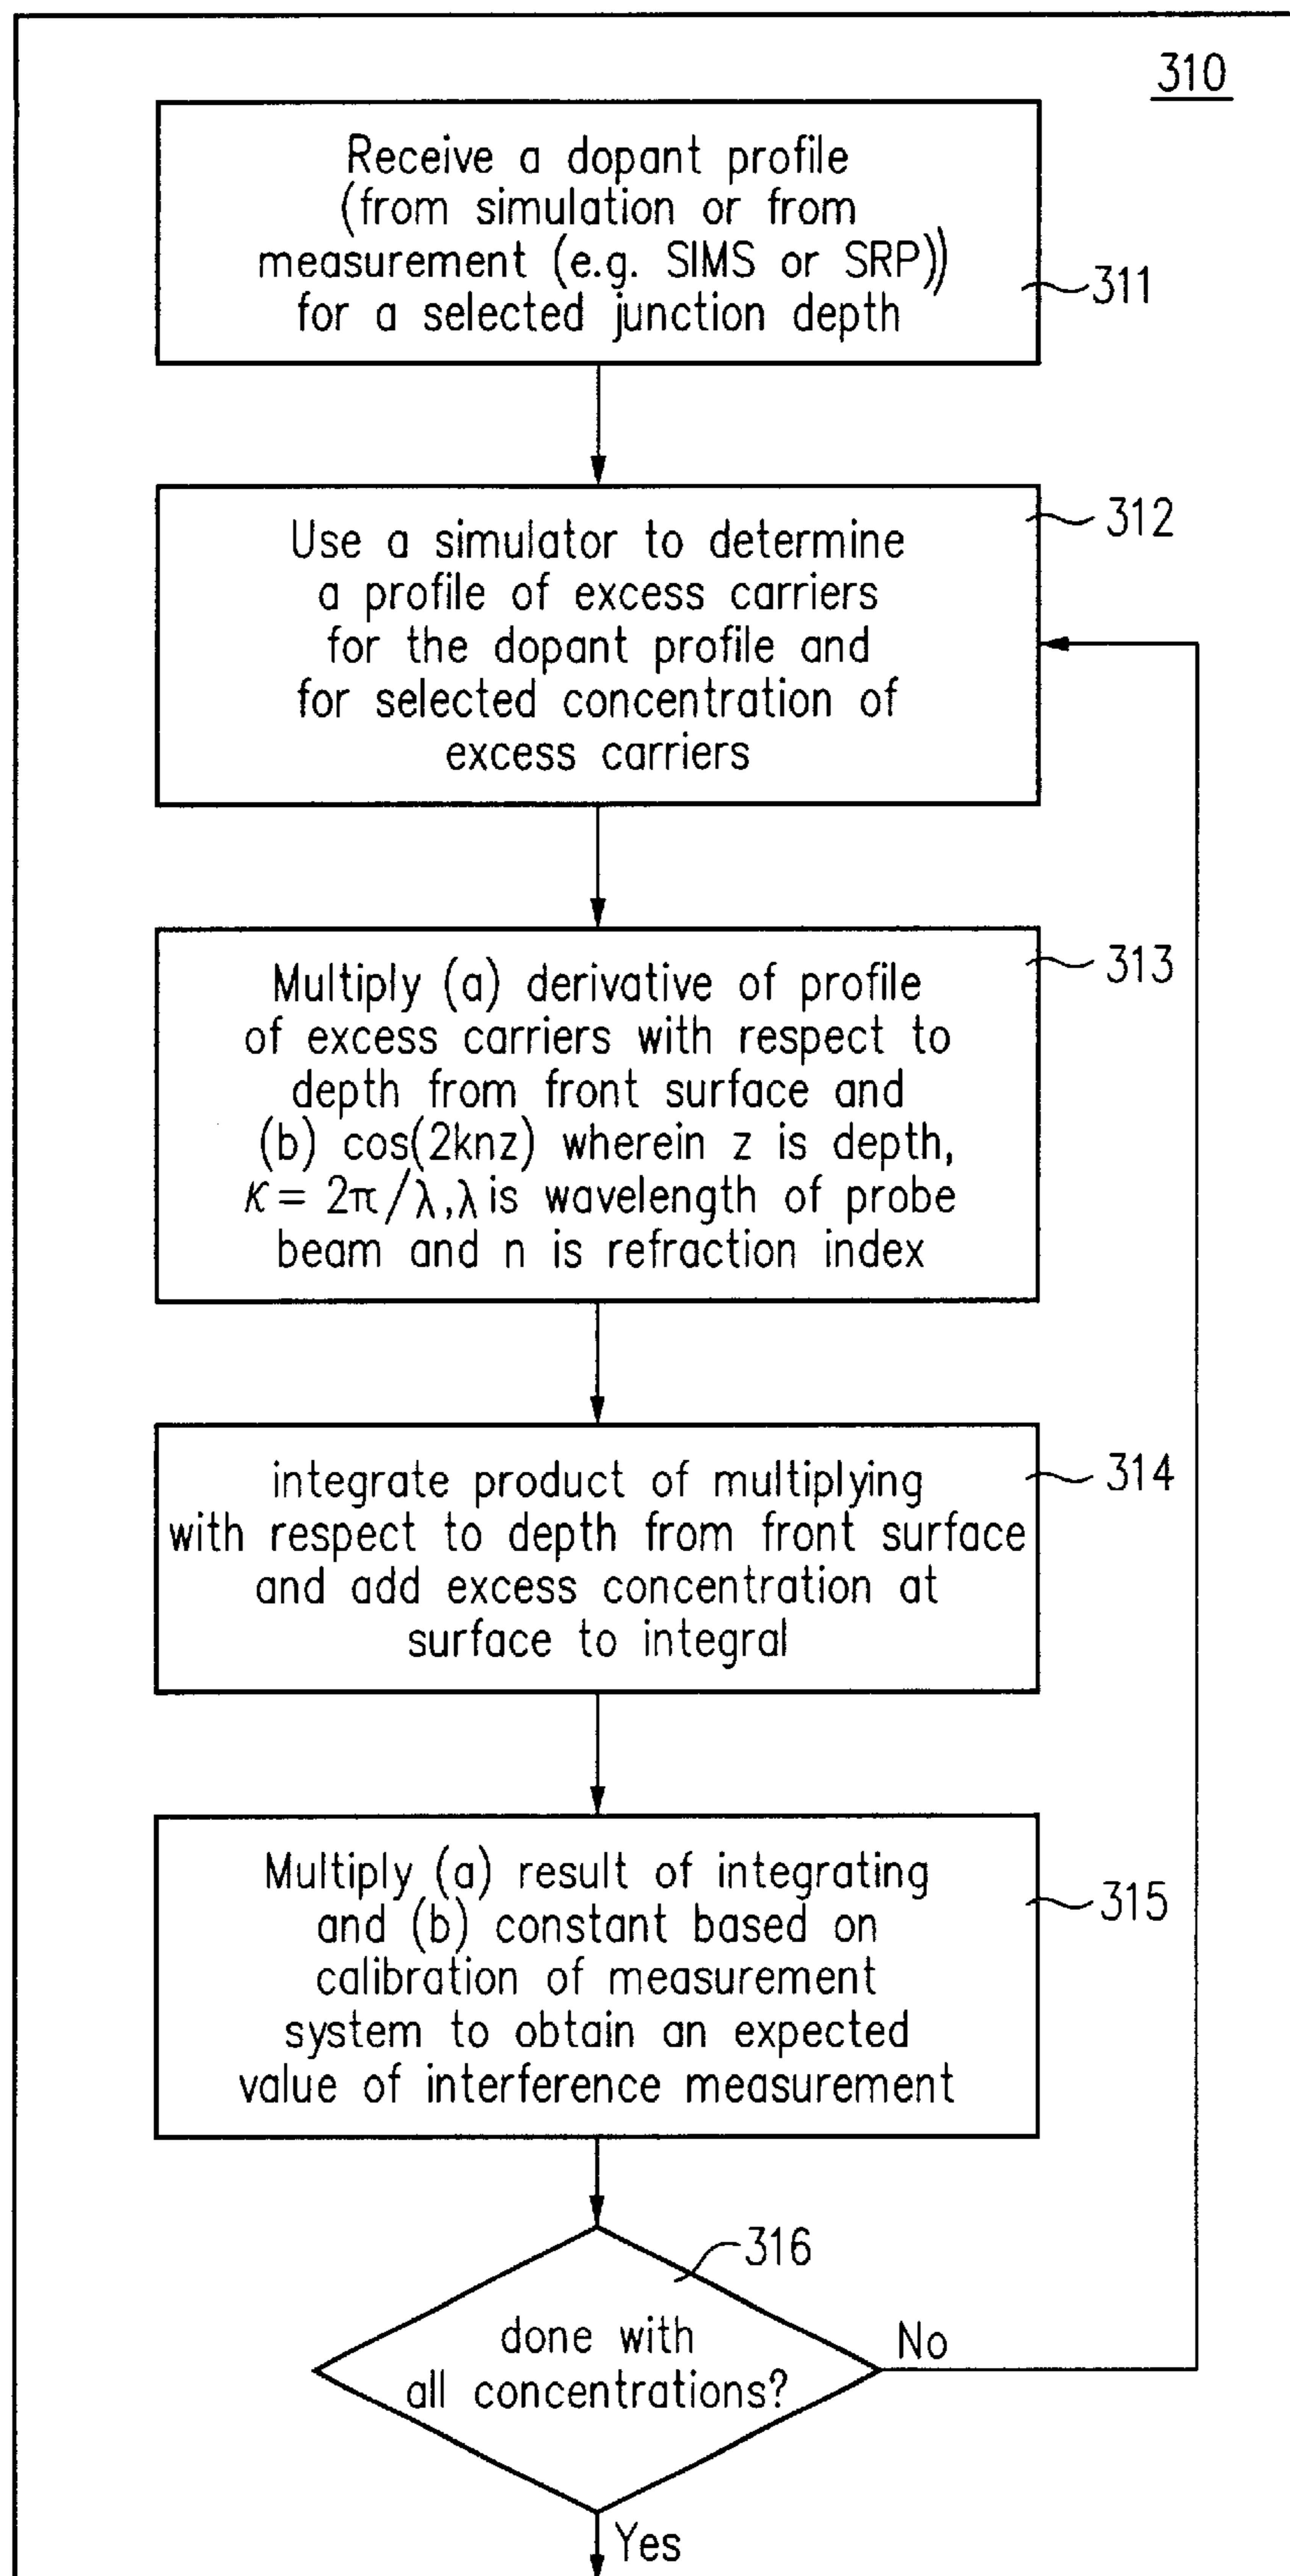 310
Receive a dopant profile
(from simulation or from
measurement (e.g. SIMS or SRP))
for a selected junction depth
311
Use a simulator to determine
a profile of excess carriers
for the dopant profile and
for selected concentration of
excess carriers
312
Multiply (a) derivative of profile
of excess carriers with respect to
depth from front surface and
(b) cos(2knz) wherein z is depth,
κ = 2π/λ,λ is wavelength of probe
beam and n is refraction index
313
integrate product of multiplying
with respect to depth from front surface
and add excess concentration at
surface to integral
314
Multiply (a) result of integrating
and (b) constant based on
calibration of measurement
system to obtain an expected
value of interference measurement
315
316
done with
all concentrations?
No
Yes